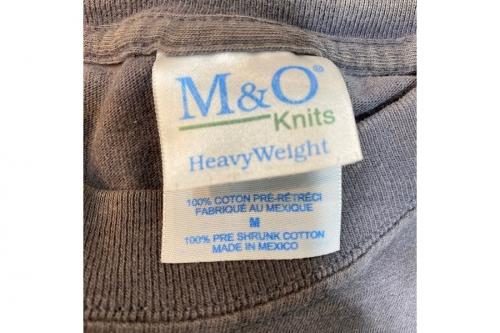 M&O®
Knits
HeavyWeight
100% COTON PRÉ-RÉTRÉCI
FABRIQUÉ AU MEXIQUE
M
100% PRE SHRUNK COTTON
MADE IN MEXICO